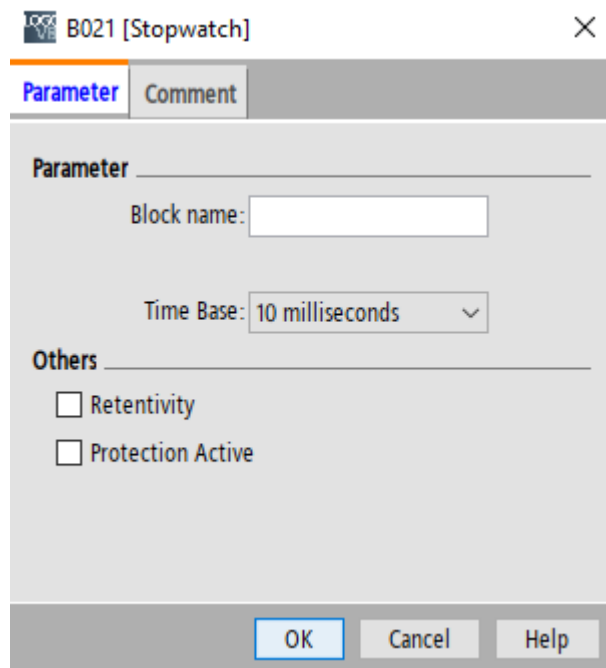 B021 [Stopwatch]
Parameter Comment
Parameter
Block name:
Time Base: 10 milliseconds
Others
Retentivity
Protection Active
OK Cancel Help